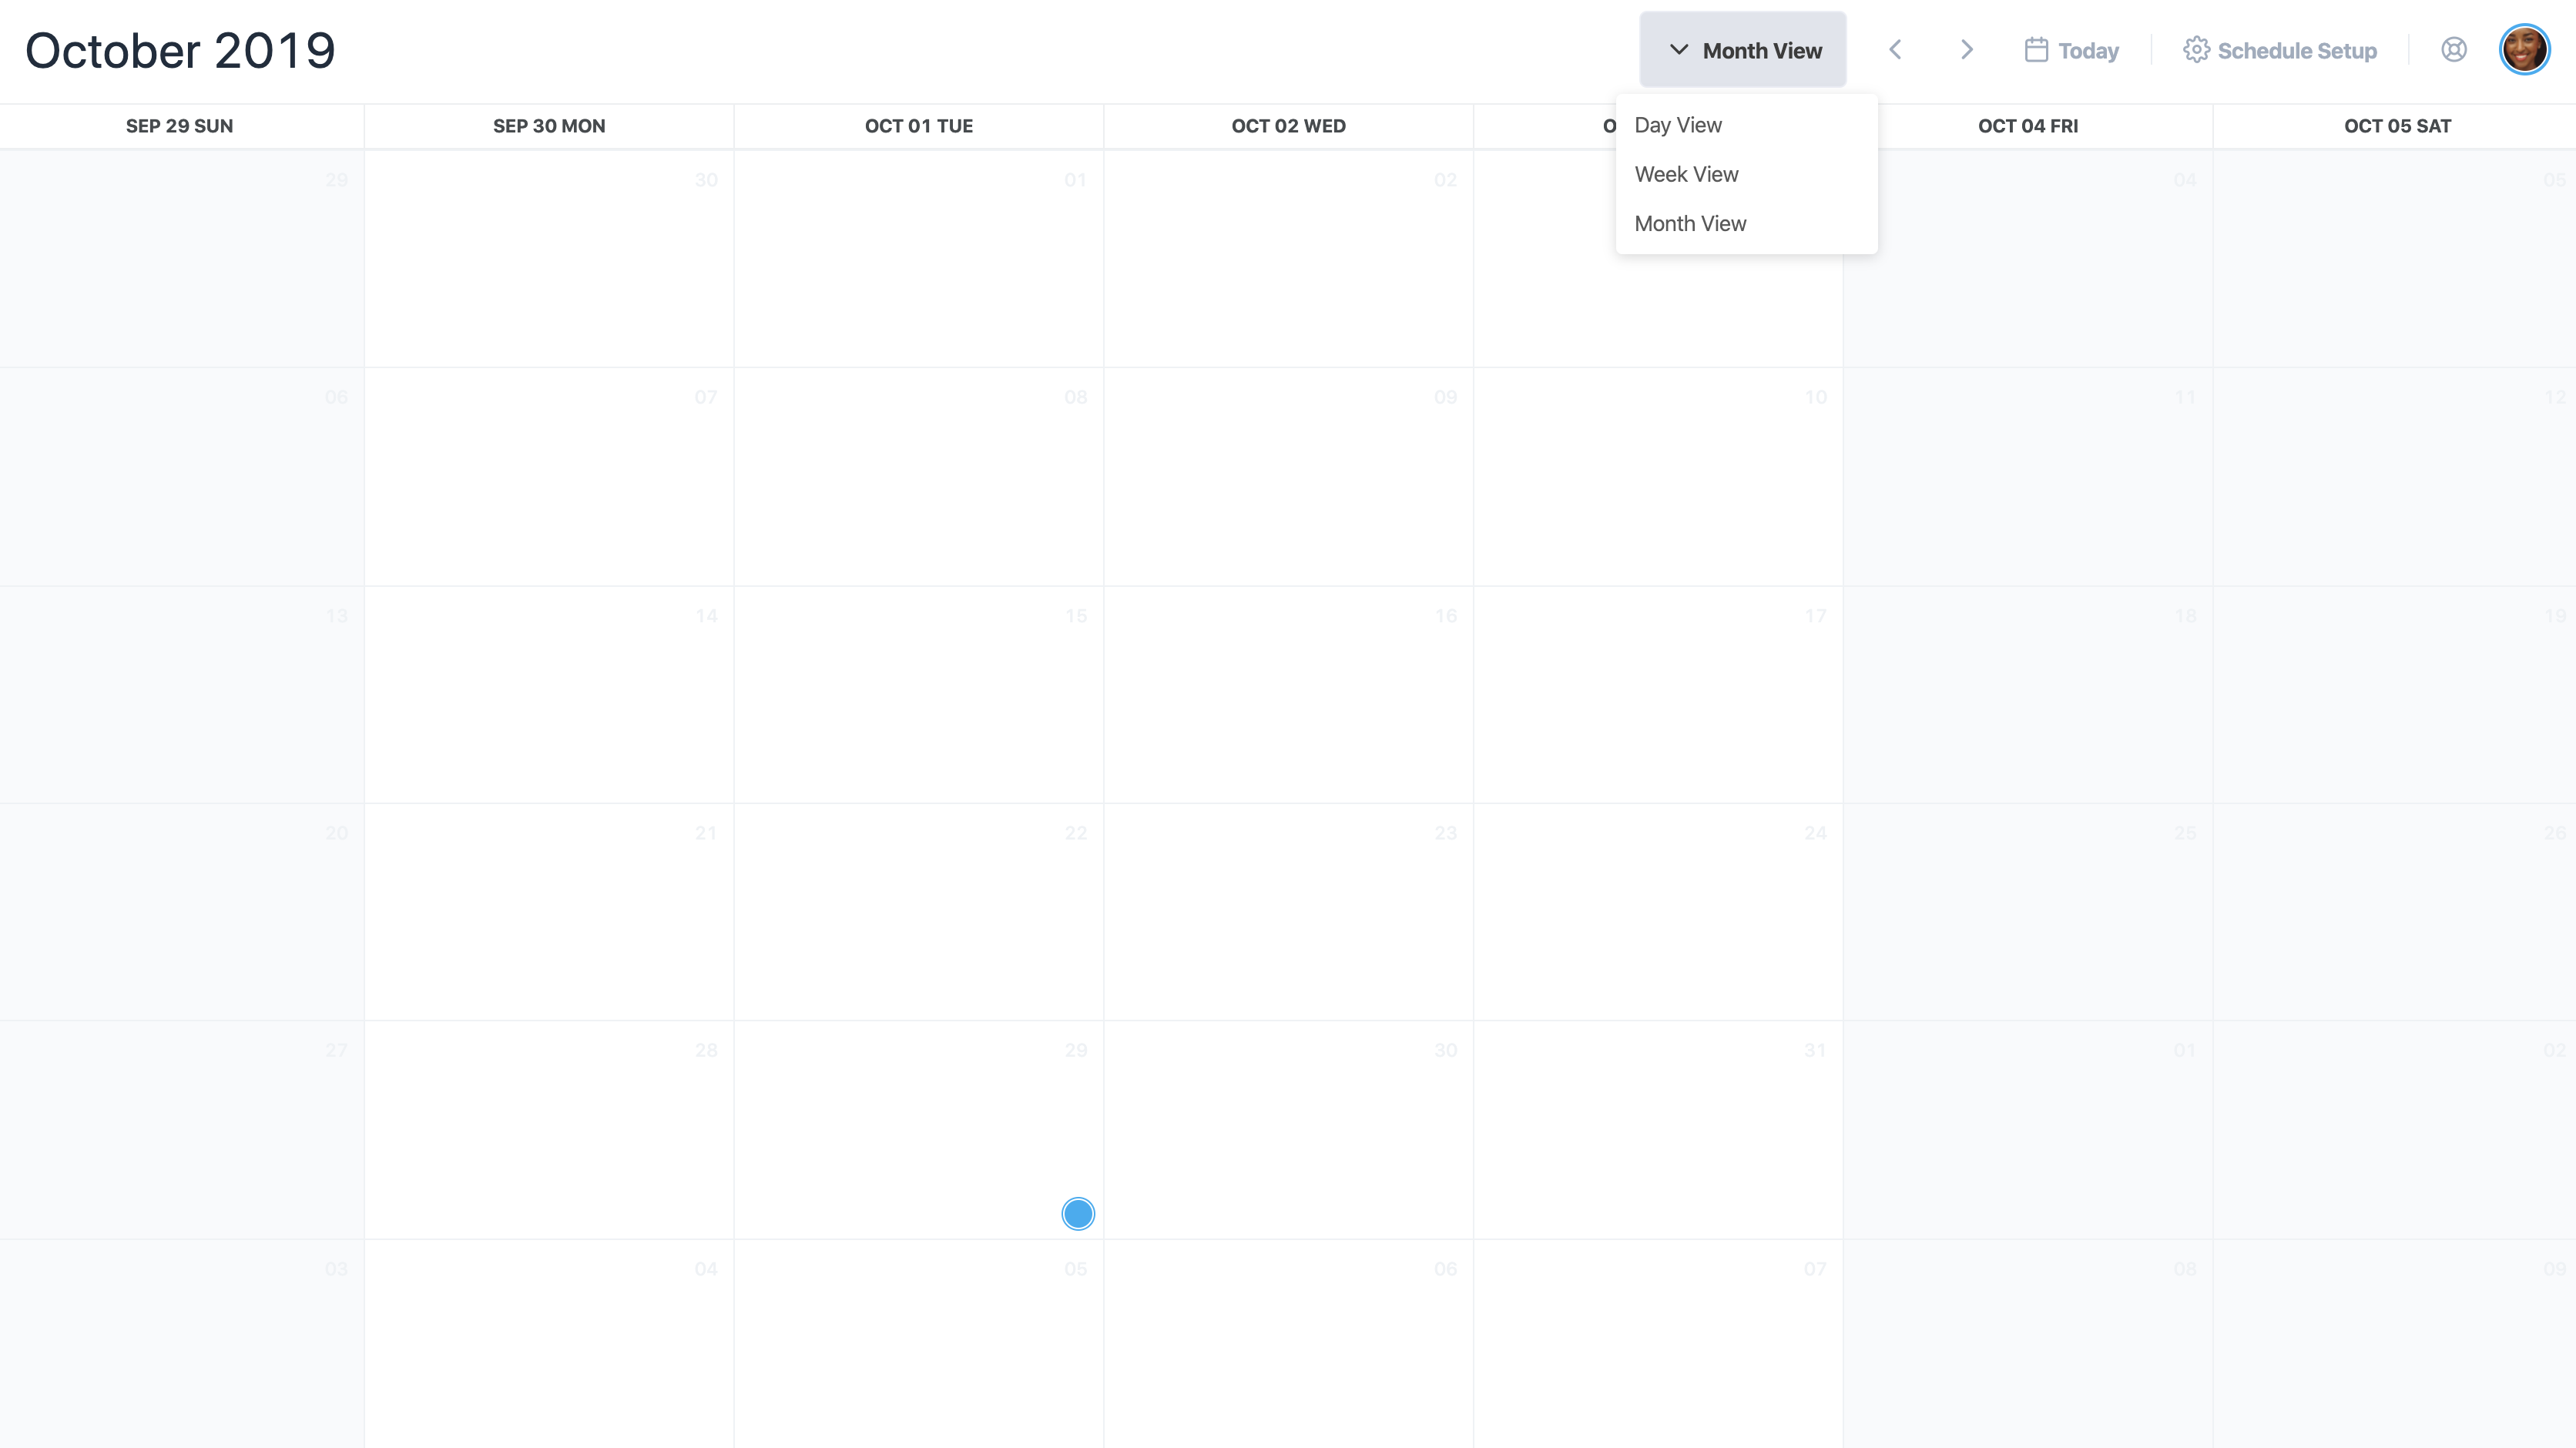 October 2019
Month View
Today
Schedule Setup
Day View
Week View
Month View
SEP 29 SUN
SEP 30 MON
OCT 01 TUE
OCT 02 WED
OCT 04 FRI
OCT 05 SAT
29 30 01 02 04 05
06 07 08 09 10 11 12
13 14 15 16 17 18 19
20 21 22 23 24 25 26
27 28 29 30 31 01 02
03 04 05 06 07 08 09